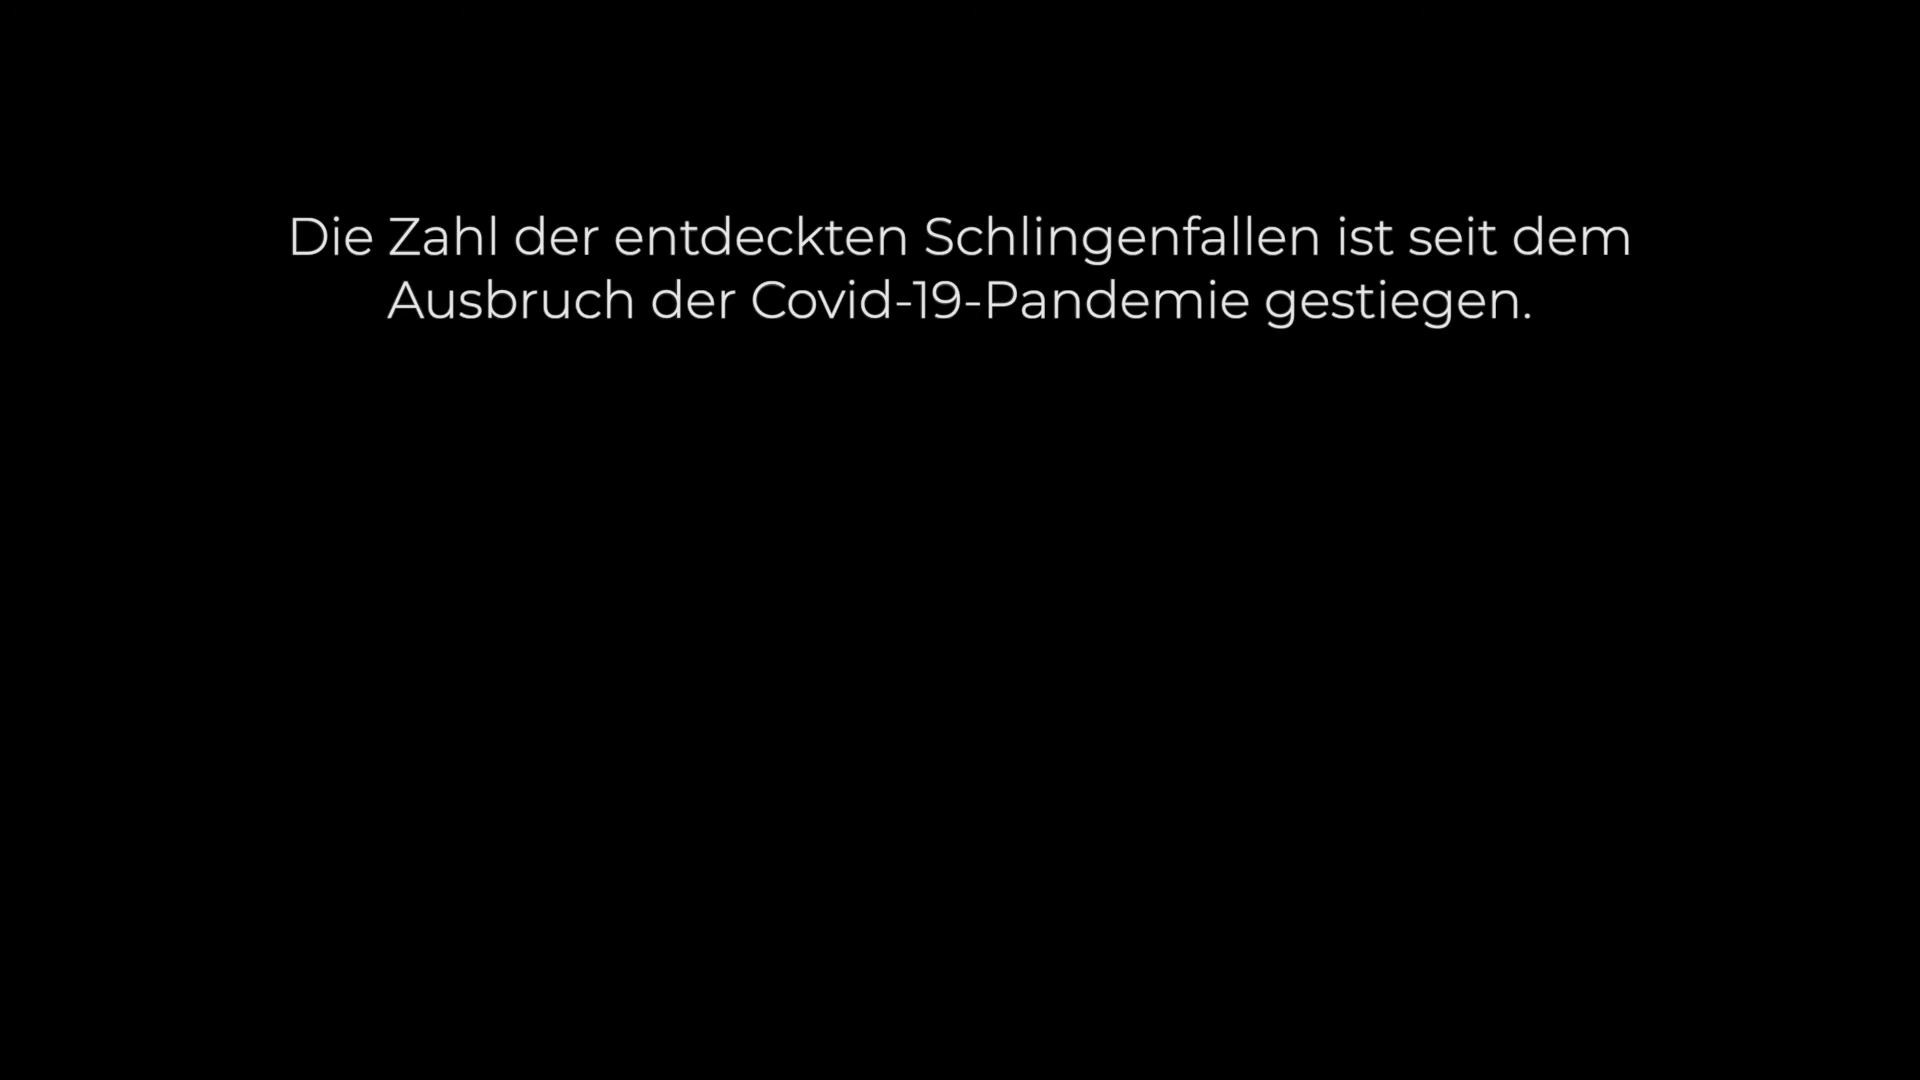 Die Zahl der entdeckten Schlingenfallen ist seit dem
Ausbruch der Covid-19-Pandemie gestiegen.